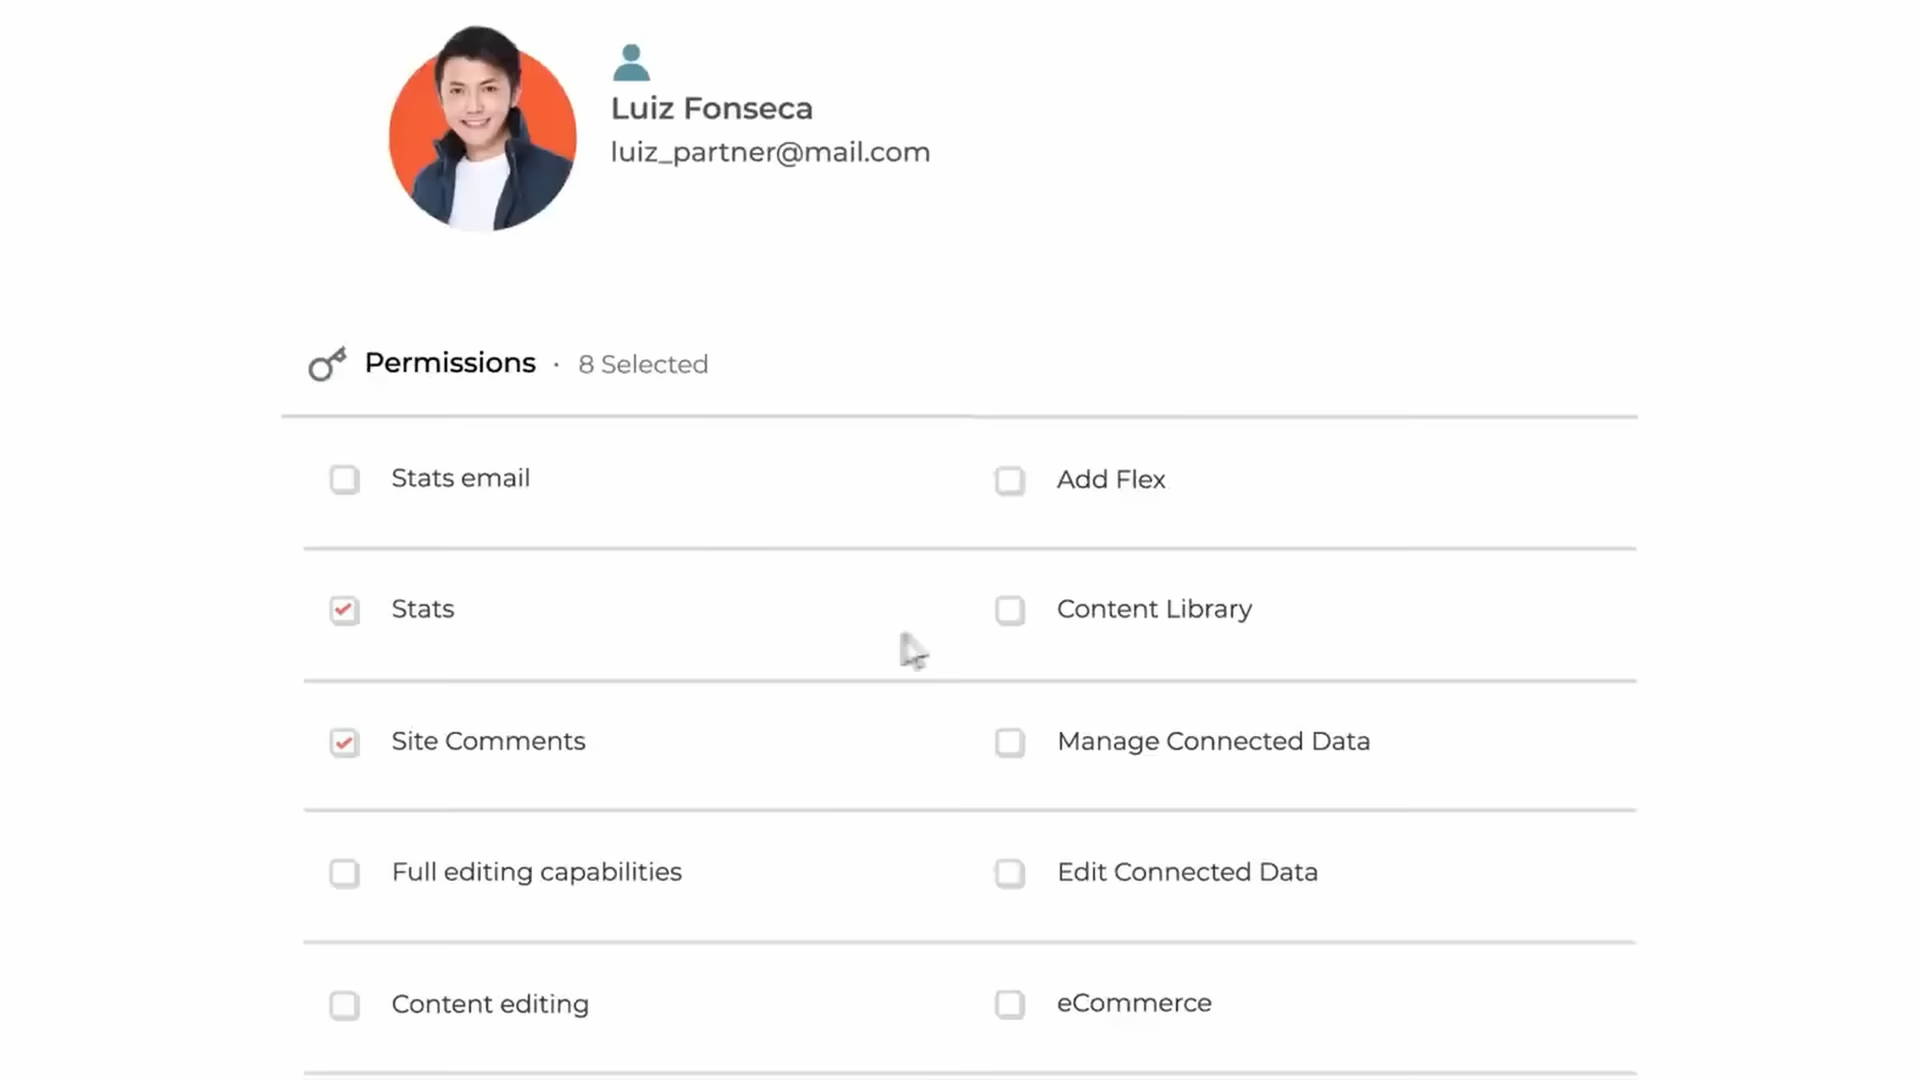 Luiz Fonseca
luiz_partner@mail.com
Permissions · 8 Selected
Stats email
Add Flex
Stats
Content Library
Site Comments
Manage Connected Data
Full editing capabilities
Edit Connected Data
Content editing
eCommerce